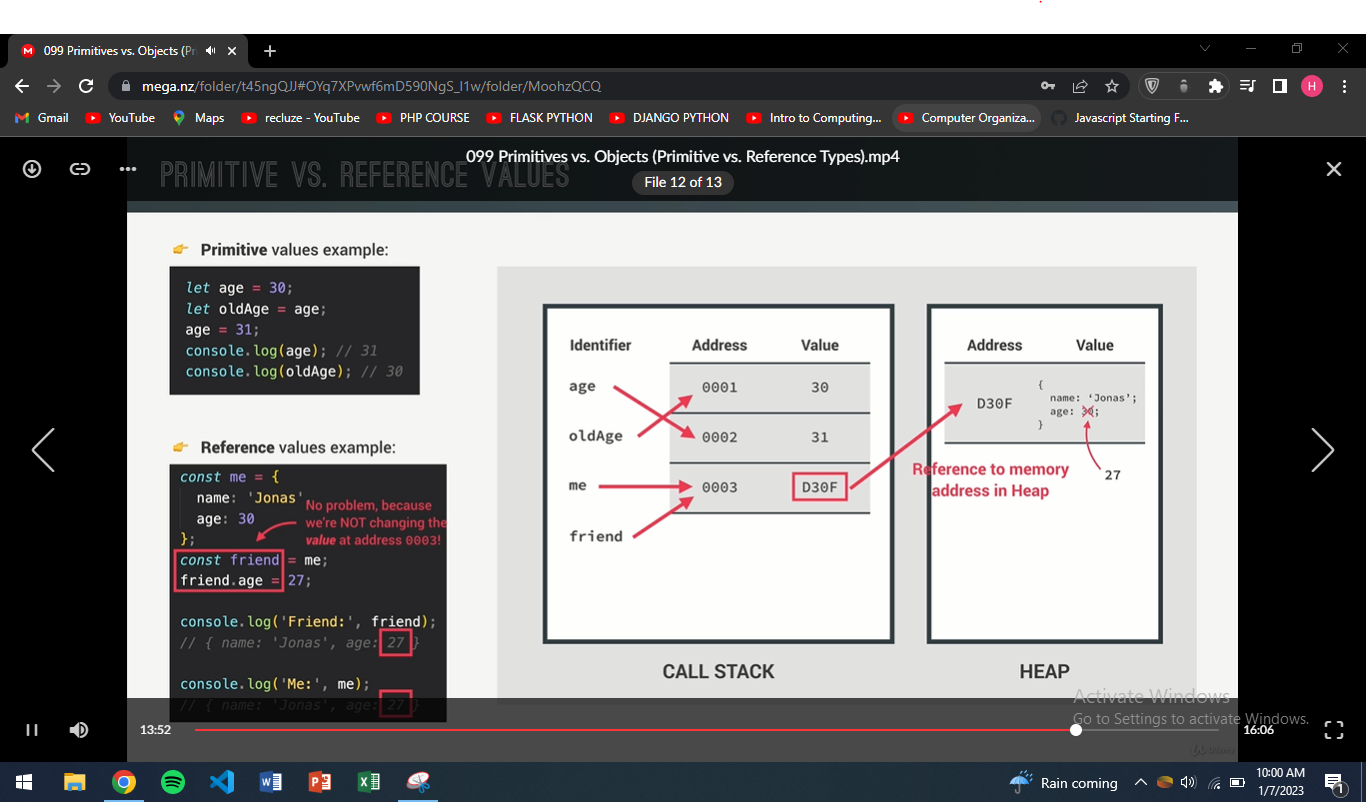 099 Primitives vs. Objects (Pr
mega.nz/folder/t45ngQJJ#OYq7XPvwf6mD590NgS_l1w/folder/MoohzQCQ
H
Gmail YouTube Maps recluze - YouTube PHP COURSE FLASK PYTHON DJANGO PYTHON Intro to Computing... Computer Organiza... Javascript Starting F...
099 Primitives vs. Objects (Primitive vs. Reference Types).mp4
PRIMITIVE VS. REFERENCE VALUES
File 12 of 13
Primitive values example:
let age = 30;
let oldAge = age;
age = 31;
console.log(age); // 31
console.log(oldAge); // 30
Reference values example:
const me = {
name: 'Jonas'
age: 30
};
const friend = me;
friend.age = 27;
console.log('Friend:', friend);
// { name: 'Jonas', age: 27 }
console.log('Me:', me);
// { name: 'Jonas', age: 27 }
No problem, because
we're NOT changing the
value at address 0003!
Identifier Address Value
age 0001 30
oldAge 0002 31
me 0003 D30F
friend
CALL STACK
Address Value
D30F
{
name: 'Jonas';
age: 30;
}
27
Reference to memory
address in Heap
HEAP
Activate Windows
Go to Settings to activate Windows.
13:52 16:06
Rain coming
10:00 AM
1/7/2023
1